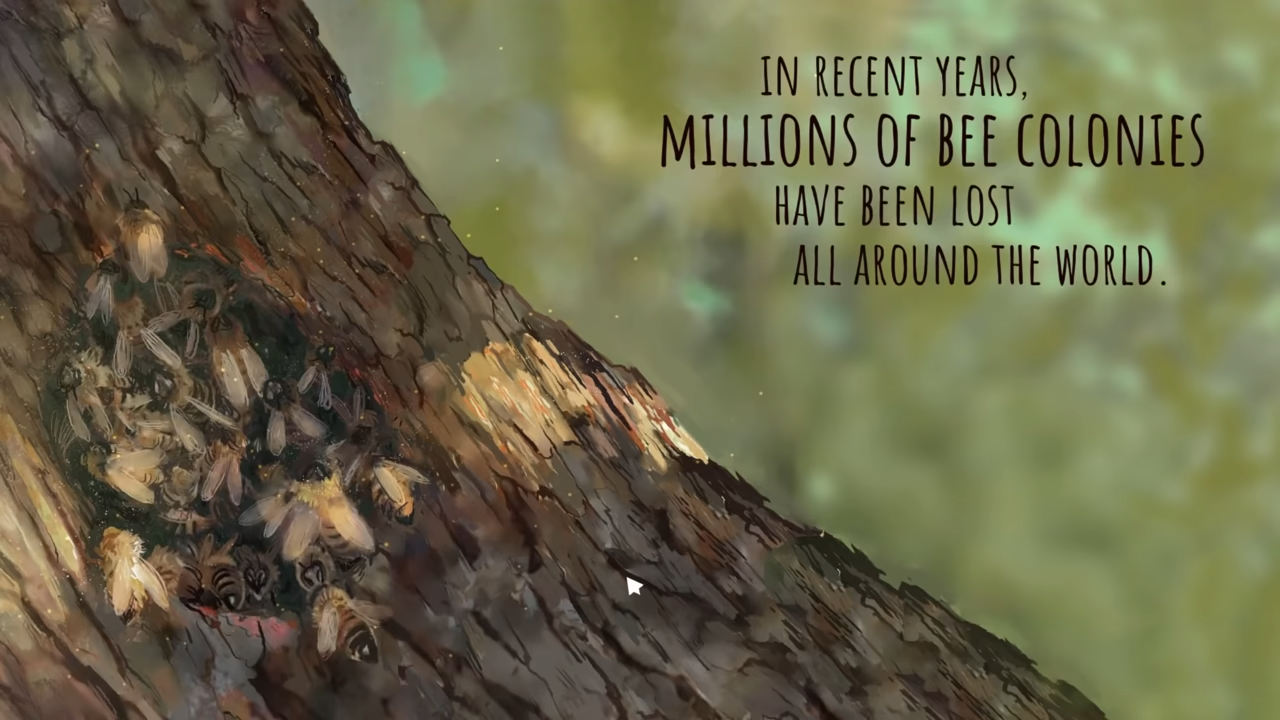 IN RECENT YEARS,
MILLIONS OF BEE COLONIES
HAVE BEEN LOST
ALL AROUND THE WORLD.